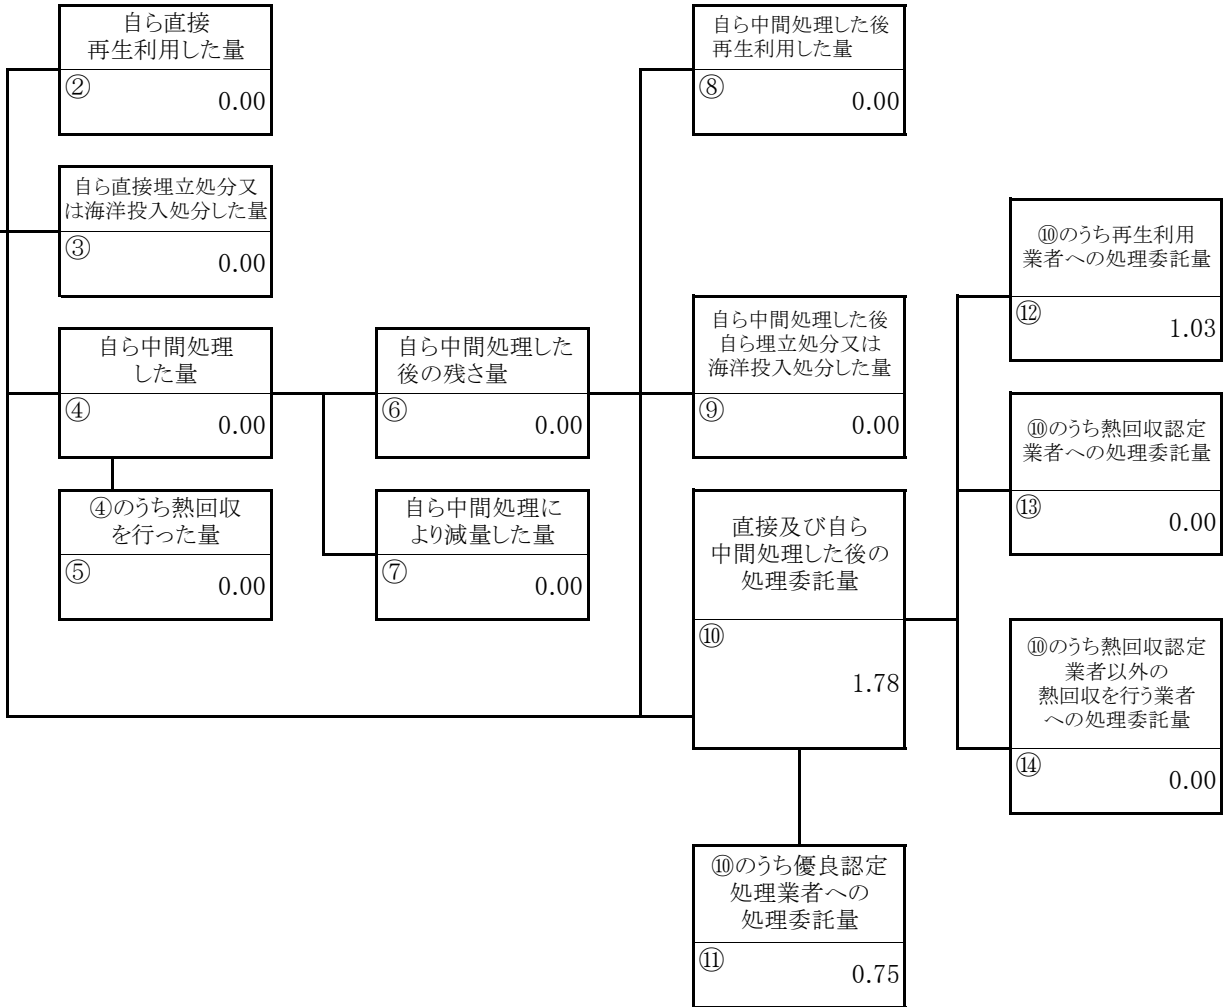 自ら直接
再生利用した量
②
0.00
自ら直接埋立処分又
は海洋投入処分した量
③
0.00
自ら中間処理
した量
④
0.00
④のうち熱回収
を行った量
⑤
0.00
自ら中間処理した
後の残さ量
⑥
0.00
自ら中間処理に
より減量した量
⑦
0.00
自ら中間処理した後
再生利用した量
⑧
0.00
自ら中間処理した後
自ら埋立処分又は
海洋投入処分した量
⑨
0.00
直接及び自ら
中間処理した後の
処理委託量
⑩
1.78
⑩のうち優良認定
処理業者への
処理委託量
⑪
0.75
⑩のうち再生利用
業者への処理委託量
⑫
1.03
⑩のうち熱回収認定
業者への処理委託量
⑬
0.00
⑩のうち熱回収認定
業者以外の
熱回収を行う業者
への処理委託量
⑭
0.00